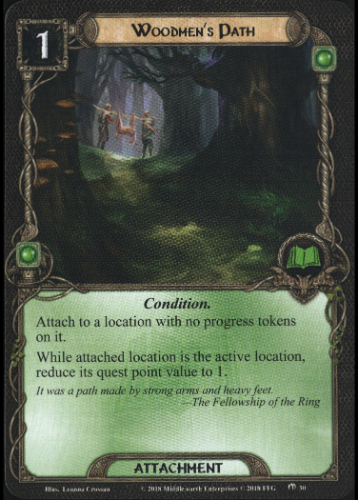 1
Woodmen's Path
Condition.
Attach to a location with no progress tokens
on it.
While attached location is the active location,
reduce its quest point value to 1.
It was a path made by strong arms and heavy feet.
—The Fellowship of the Ring
Illus. Leanna Crossan
© 2018 Middle-earth Enterprises © 2018 FFG
30
Attachment